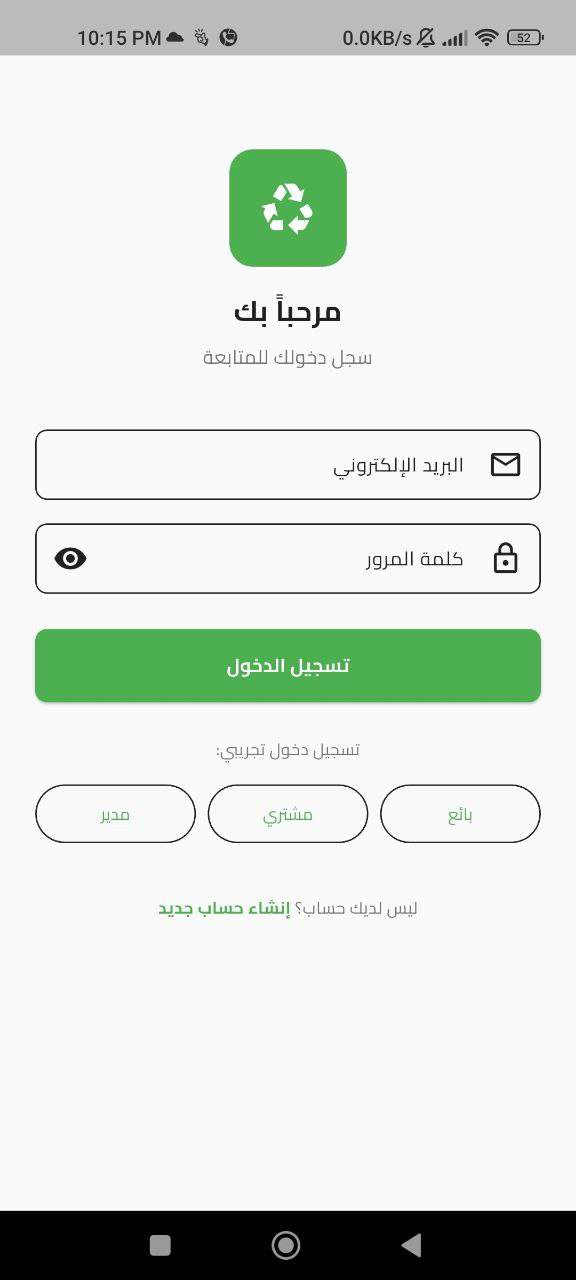 10:15 PM 0.0KB/s 52
مرحباً بك
سجل دخولك للمتابعة
البريد الإلكتروني
كلمة المرور
تسجيل الدخول
تسجيل دخول تجريبي:
بائع مشتري مدير
ليس لديك حساب؟ إنشاء حساب جديد